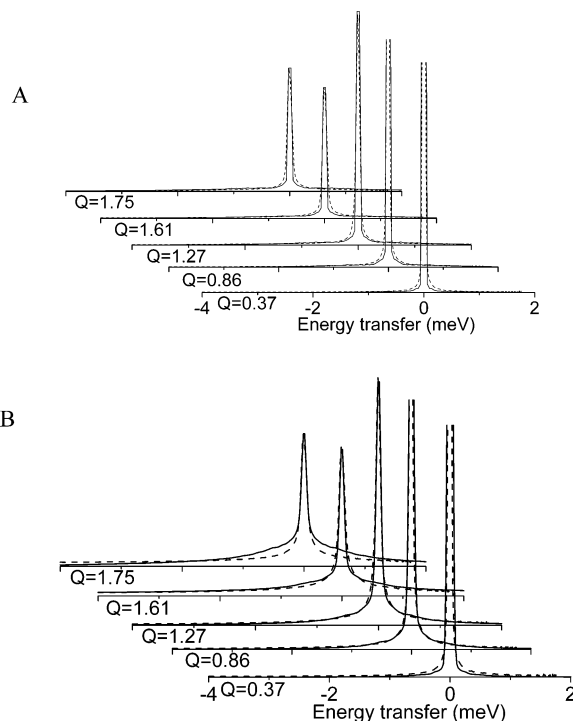 A
Q=1.75
Q=1.61
Q=1.27
Q=0.86
Q=0.37
-4 -2 0 2
Energy transfer (meV)
B
Q=1.75
Q=1.61
Q=1.27
Q=0.86
Q=0.37
-4 -2 0 2
Energy transfer (meV)